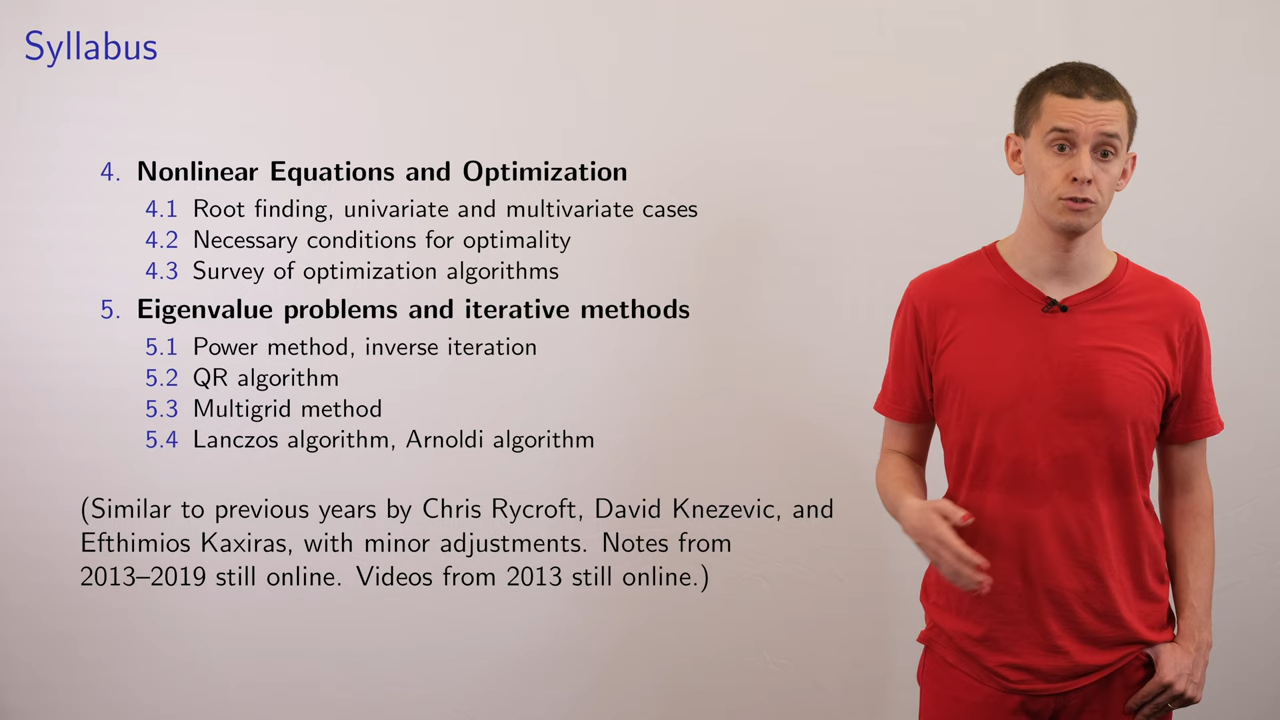 Syllabus
4. Nonlinear Equations and Optimization
4.1 Root finding, univariate and multivariate cases
4.2 Necessary conditions for optimality
4.3 Survey of optimization algorithms
5. Eigenvalue problems and iterative methods
5.1 Power method, inverse iteration
5.2 QR algorithm
5.3 Multigrid method
5.4 Lanczos algorithm, Arnoldi algorithm
(Similar to previous years by Chris Rycroft, David Knezevic, and
Efthimios Kaxiras, with minor adjustments. Notes from
2013–2019 still online. Videos from 2013 still online.)